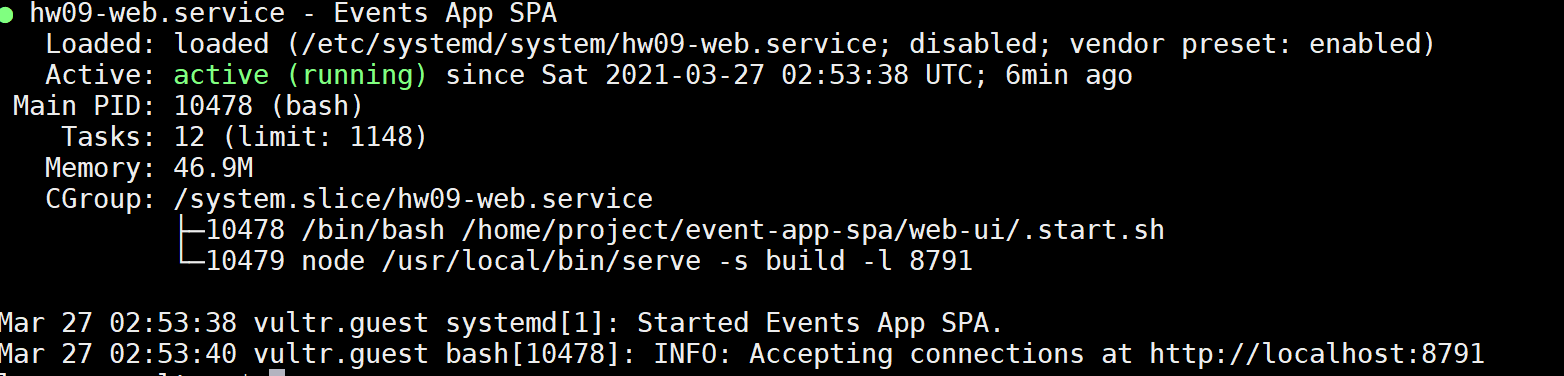 ● hw09-web.service - Events App SPA
Loaded: loaded (/etc/systemd/system/hw09-web.service; disabled; vendor preset: enabled)
Active: active (running) since Sat 2021-03-27 02:53:38 UTC; 6min ago
Main PID: 10478 (bash)
Tasks: 12 (limit: 1148)
Memory: 46.9M
CGroup: /system.slice/hw09-web.service
├─10478 /bin/bash /home/project/event-app-spa/web-ui/.start.sh
└─10479 node /usr/local/bin/serve -s build -l 8791
Mar 27 02:53:38 vultr.guest systemd[1]: Started Events App SPA.
Mar 27 02:53:40 vultr.guest bash[10478]: INFO: Accepting connections at http://localhost:8791